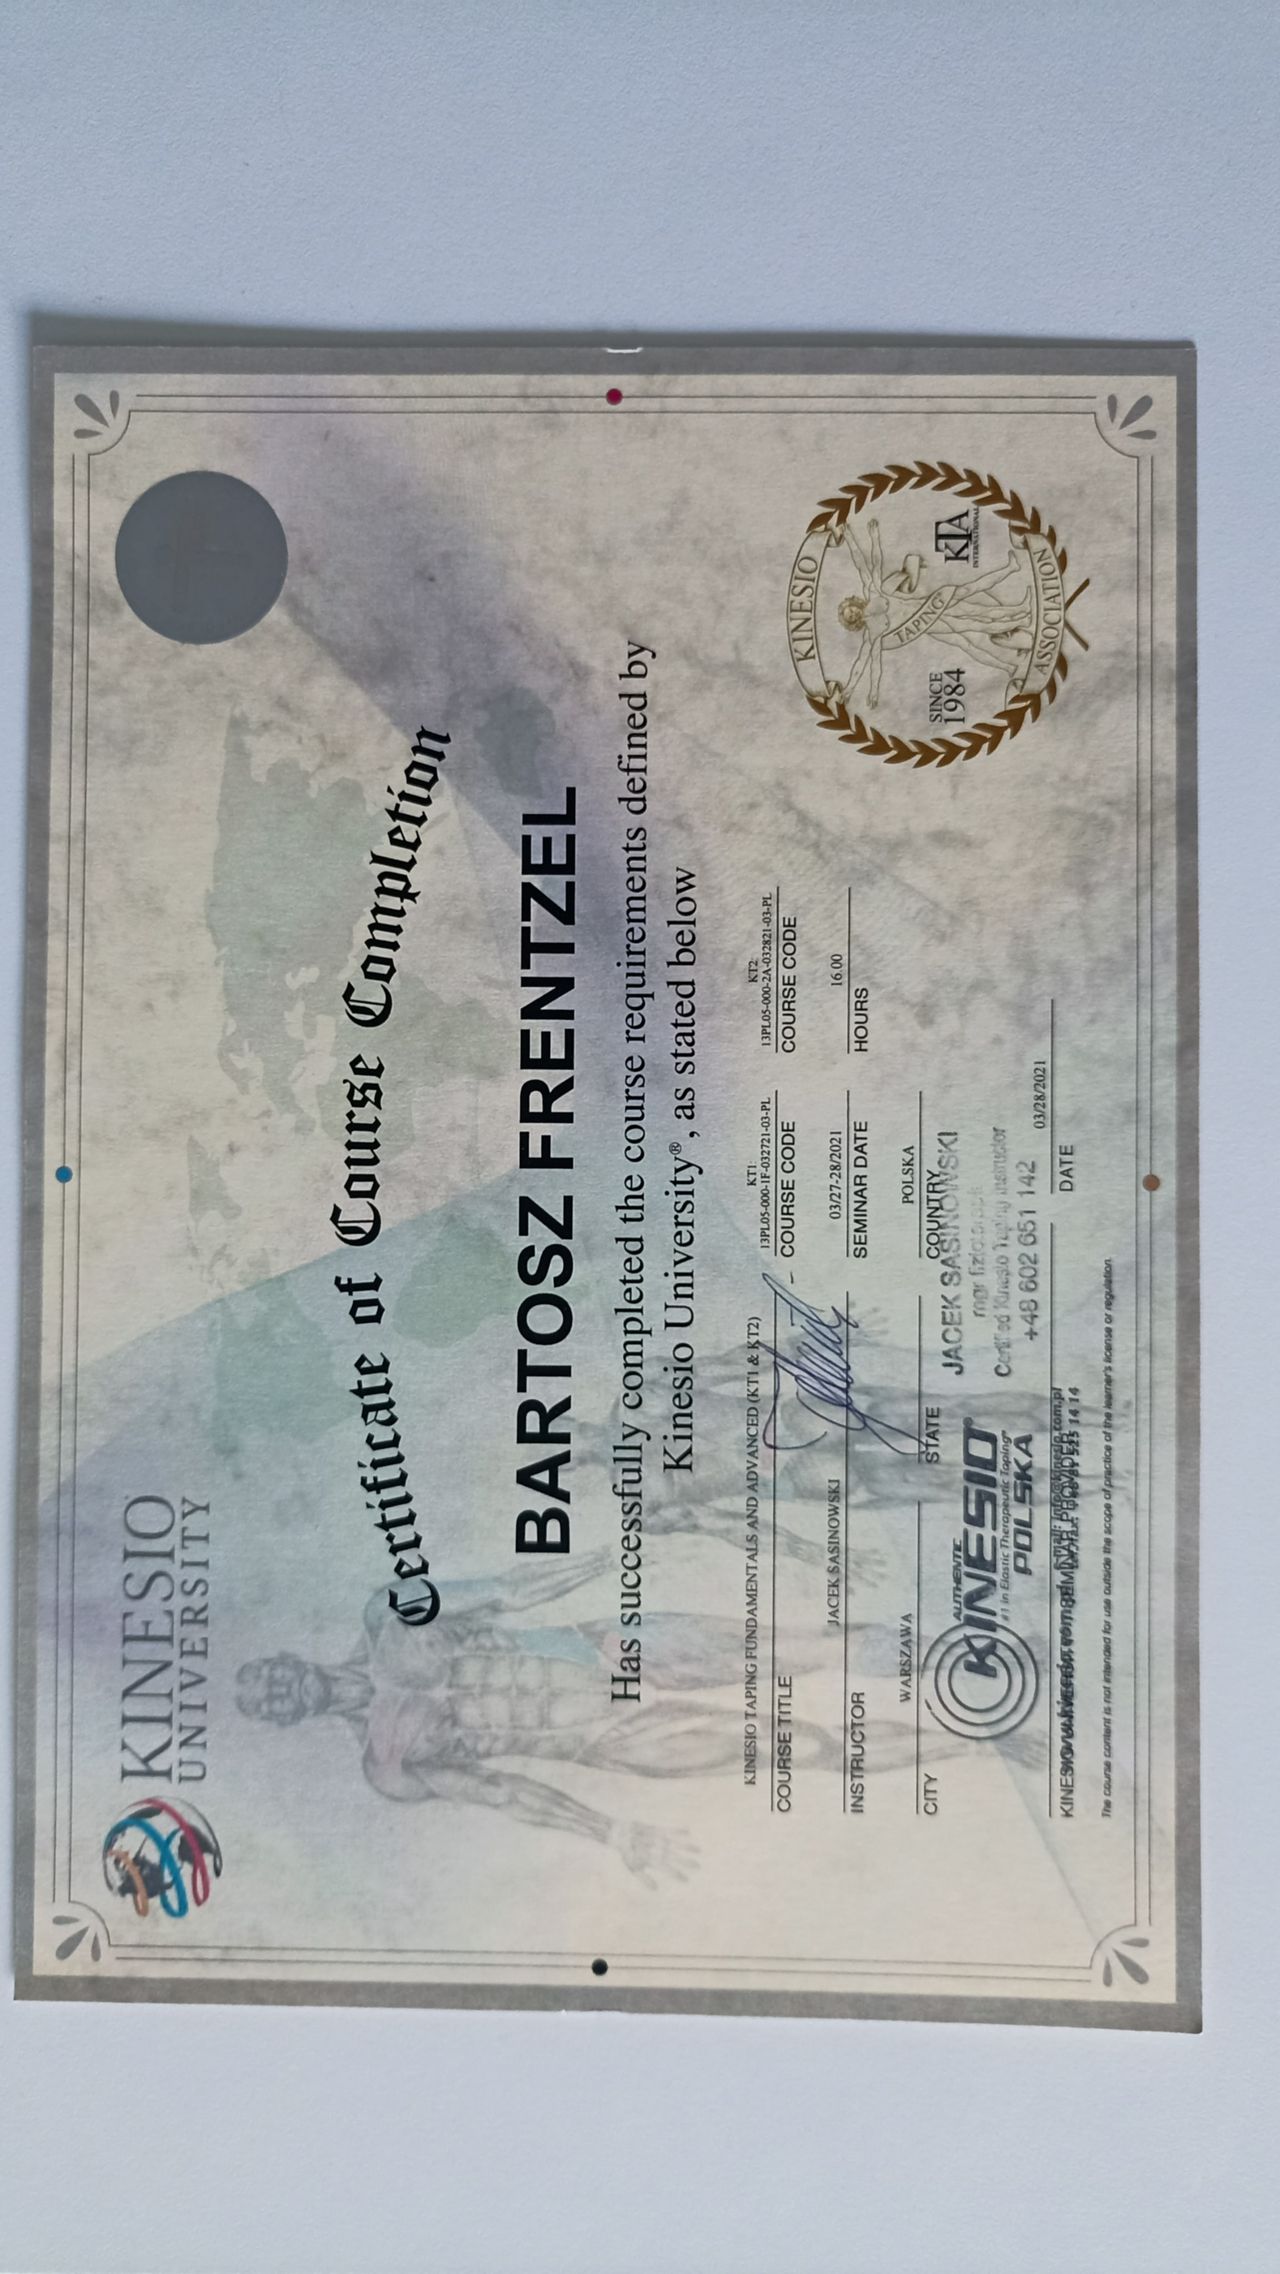 KINESIO
UNIVERSITY
Certificate of Course Completion
BARTOSZ FRENTZEL
Has successfully completed the course requirements defined by
Kinesio University®, as stated below
KINESIO TAPING FUNDAMENTALS AND ADVANCED (KT1 & KT2)
COURSE TITLE
KT1:
13PL05-000-1F-032721-03-PL
COURSE CODE
KT2:
13PL05-000-2A-032821-03-PL
COURSE CODE
JACEK SASINOWSKI
INSTRUCTOR
03/27-28/2021
SEMINAR DATE
16.00
HOURS
WARSZAWA
CITY
STATE
POLSKA
COUNTRY
AUTHENTIC
KINESIO®
#1 in Elastic Therapeutic Taping®
POLSKA
JACEK SASINOWSKI
mgr
Certified Kinesio Taping Instructor
+48 602 651 142
KINESIO UNIVERSITY SEMINAR PROVIDER
03/28/2021
DATE
The course content is not intended for use outside the scope of practice of the learner's license or regulation.
KINESIO
TAPING
SINCE
1984
KTA
INTERNATIONAL
ASSOCIATION